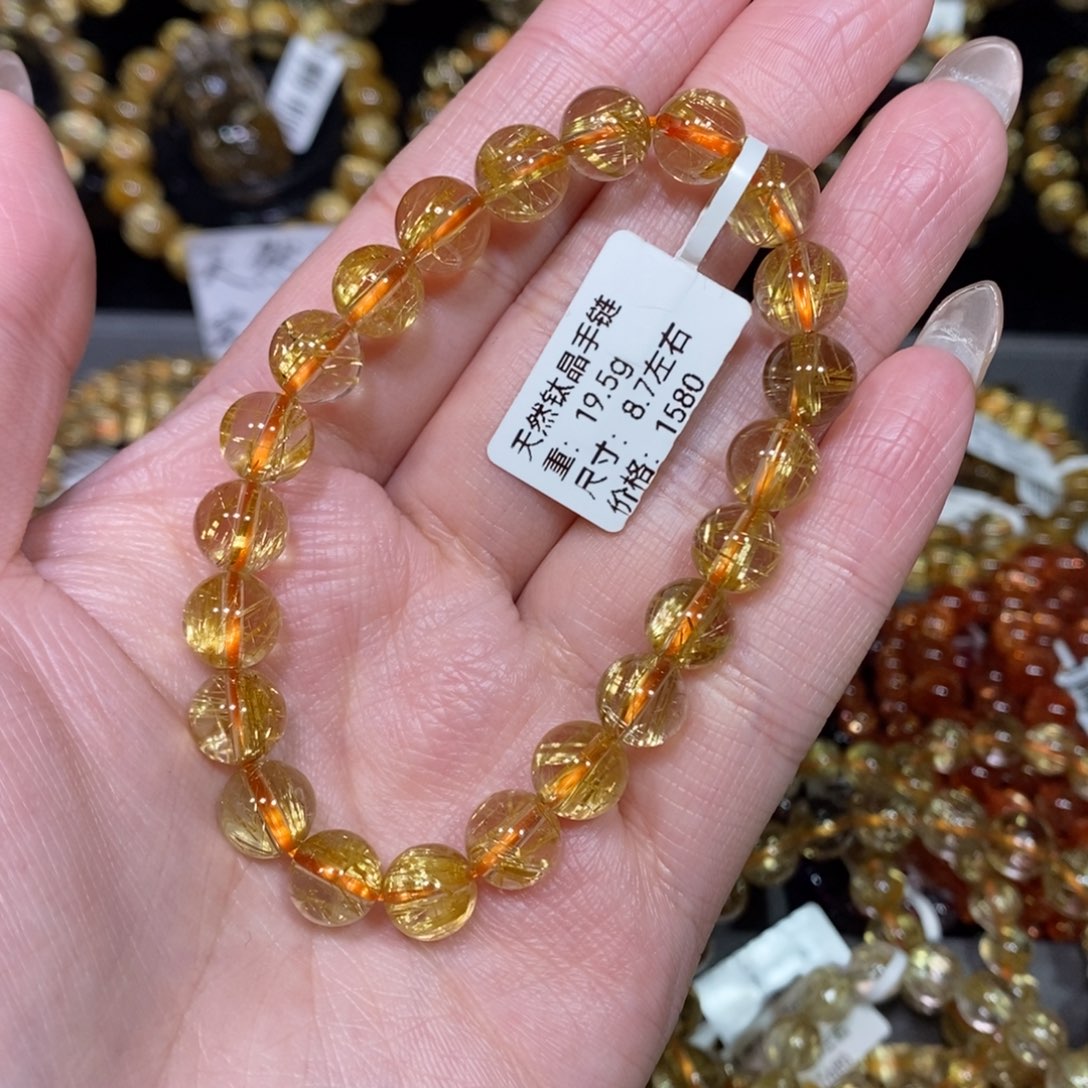 天然钛晶手链
重: 19.5g
尺寸: 8.7左右
价格: 1580